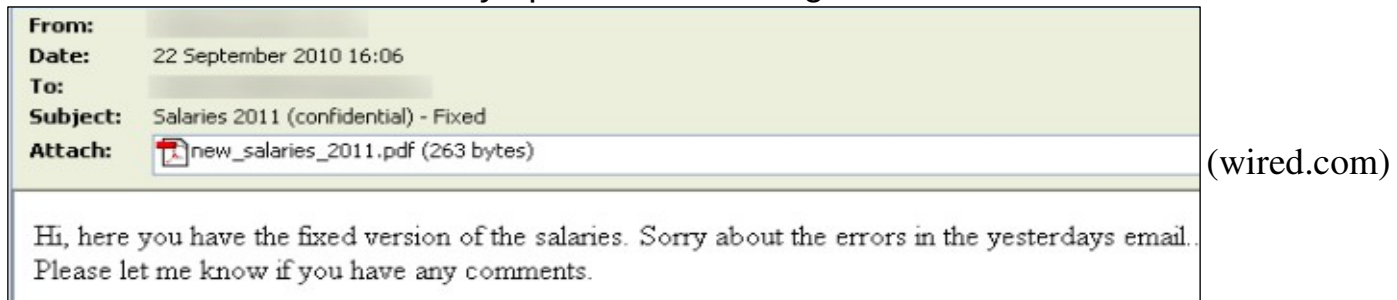 From:
Date: 22 September 2010 16:06
To:
Subject: Salaries 2011 (confidential) - Fixed
Attach: new_salaries_2011.pdf (263 bytes)
(wired.com)
Hi, here you have the fixed version of the salaries. Sorry about the errors in the yesterdays email..
Please let me know if you have any comments.